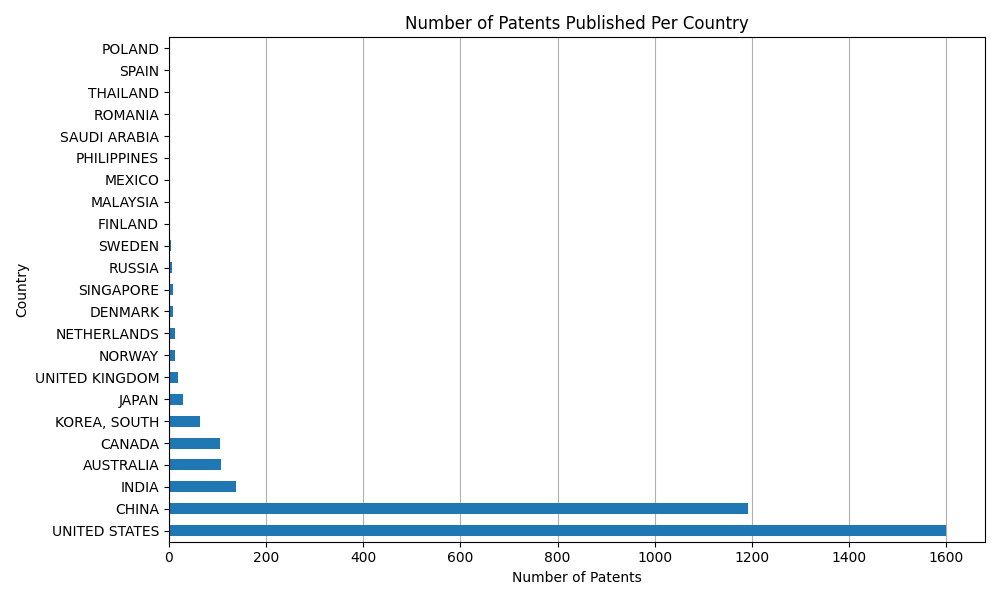 Number of Patents Published Per Country
POLAND
SPAIN
THAILAND
ROMANIA
SAUDI ARABIA
PHILIPPINES
MEXICO
MALAYSIA
FINLAND
SWEDEN
RUSSIA
SINGAPORE
DENMARK
NETHERLANDS
NORWAY
UNITED KINGDOM
JAPAN
KOREA, SOUTH
CANADA
AUSTRALIA
INDIA
CHINA
UNITED STATES
Country
0 200 400 600 800 1000 1200 1400 1600
Number of Patents